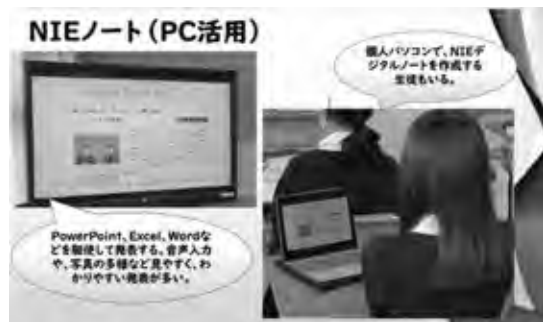 NIEノート(PC活用)
個人パソコンで、NIEデ
ジタルノートを作成する
生徒もいる。
PowerPoint、Excel、Wordな
どを駆使して発表する。音声入力
や、写真の多様など見やすく、わ
かりやすい発表が多い。